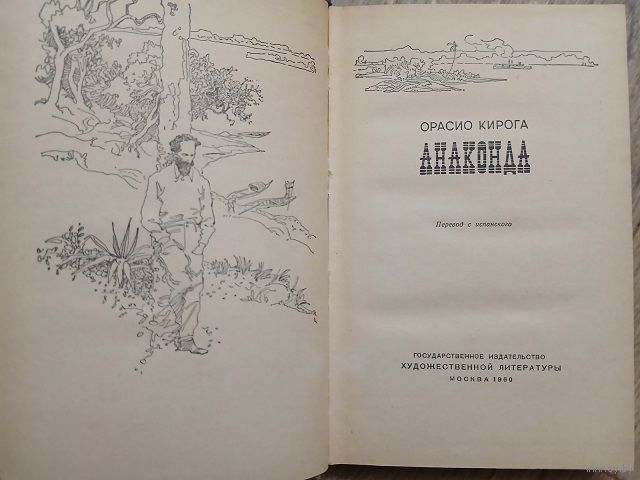 ОРАСИО КИРОГА
АНАКОНДА
Перевод с испанского
ГОСУДАРСТВЕННОЕ ИЗДАТЕЛЬСТВО
ХУДОЖЕСТВЕННОЙ ЛИТЕРАТУРЫ
МОСКВА 1960